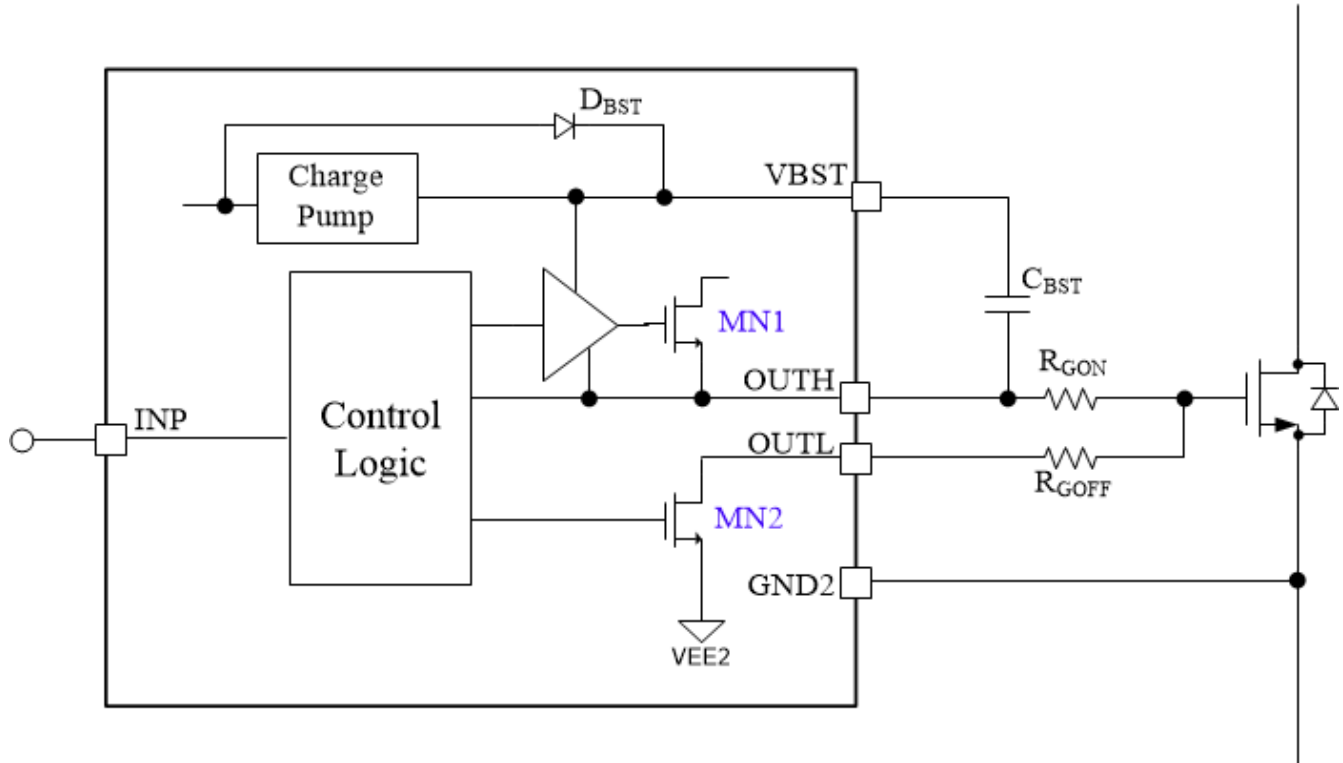 DBST
Charge
Pump
VBST
CBST
MN1
RGON
OUTH
INP
Control
Logic
OUTL
RGOFF
MN2
GND2
VEE2